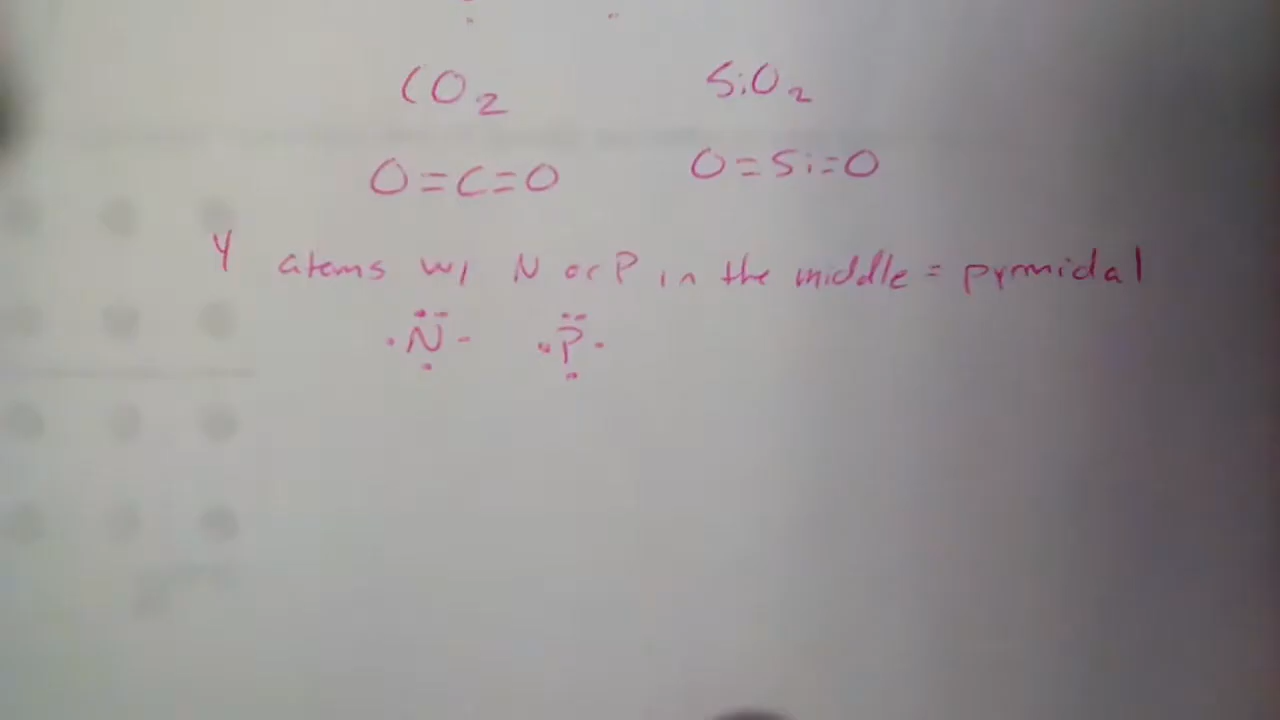 CO2 SiO2
O=C=O O=Si=O
4 atoms w/ N or P in the middle = pyrmidal
N P